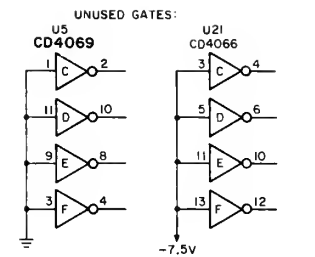 UNUSED GATES:
U5
CD4069
U21
CD4066
1 C 2
3 C 4
11 D 10
5 D 6
9 E 8
11 E 10
3 F 4
13 F 12
-7.5V